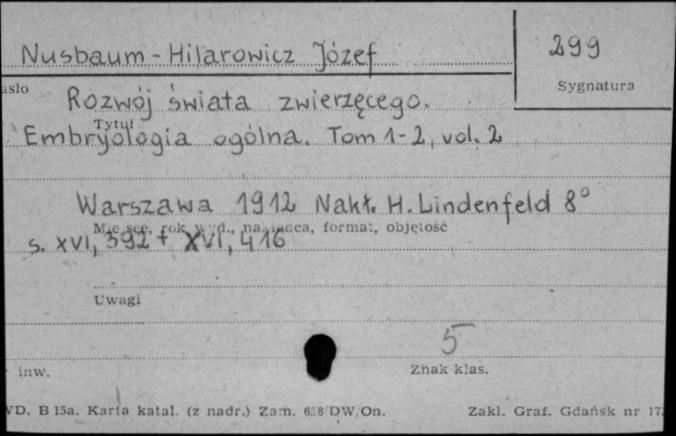 Nusbaum-Hilarowicz Józef 299
asło Sygnatura
Rozwój świata zwierzęcego.
Tytuł
Embryologia ogólna. Tom 1-2, vol. 2
Warszawa 1912 Nakł. H. Lindenfeld 8°
Miejsce, rok wyd., nakładca, format, objętość
s. XVI, 392 + XVI, 416
Uwagi
5
inw. Znak klas.
WD. B 15a. Karta katal. (z nadr.) Zam. DW/On. Zakł. Graf. Gdańsk nr 17